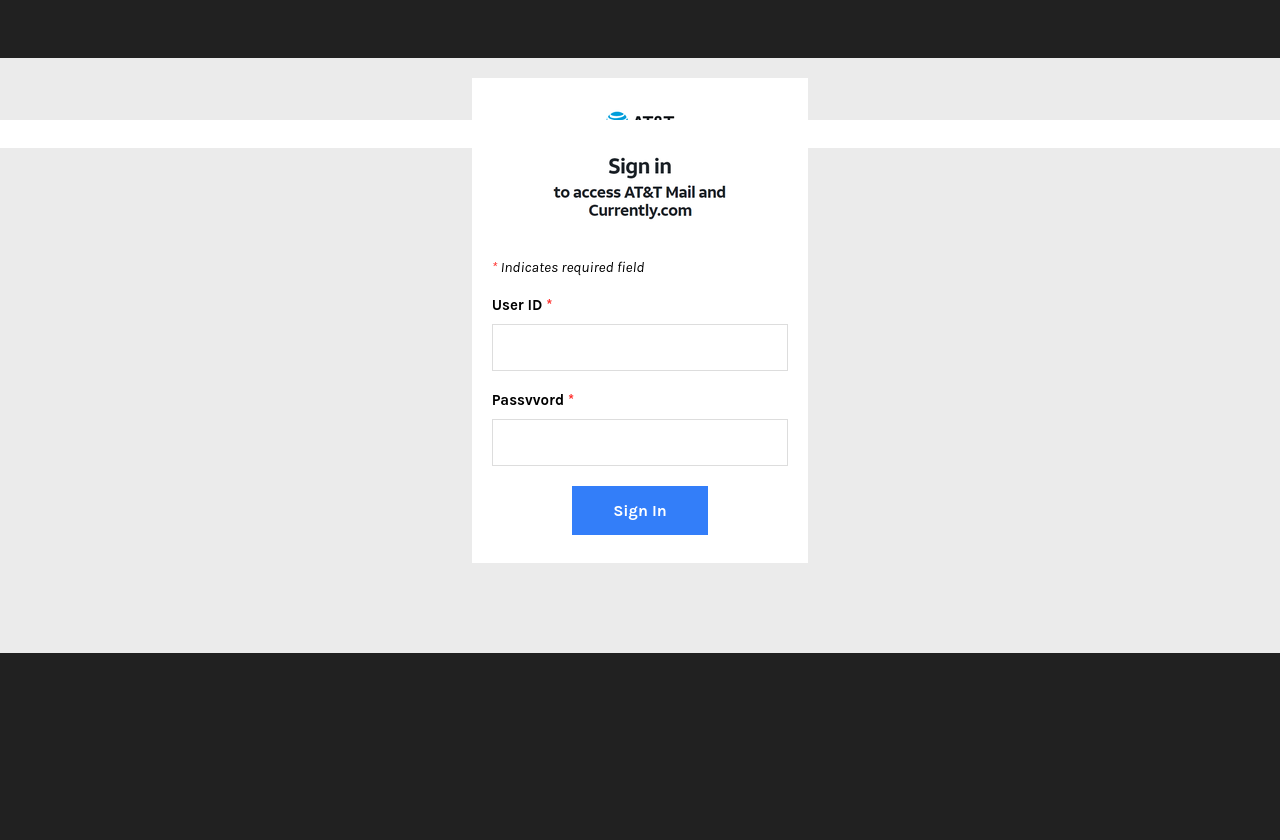 AT&T
Sign in
to access AT&T Mail and
Currently.com
* Indicates required field
User ID *
Passvvord *
Sign In